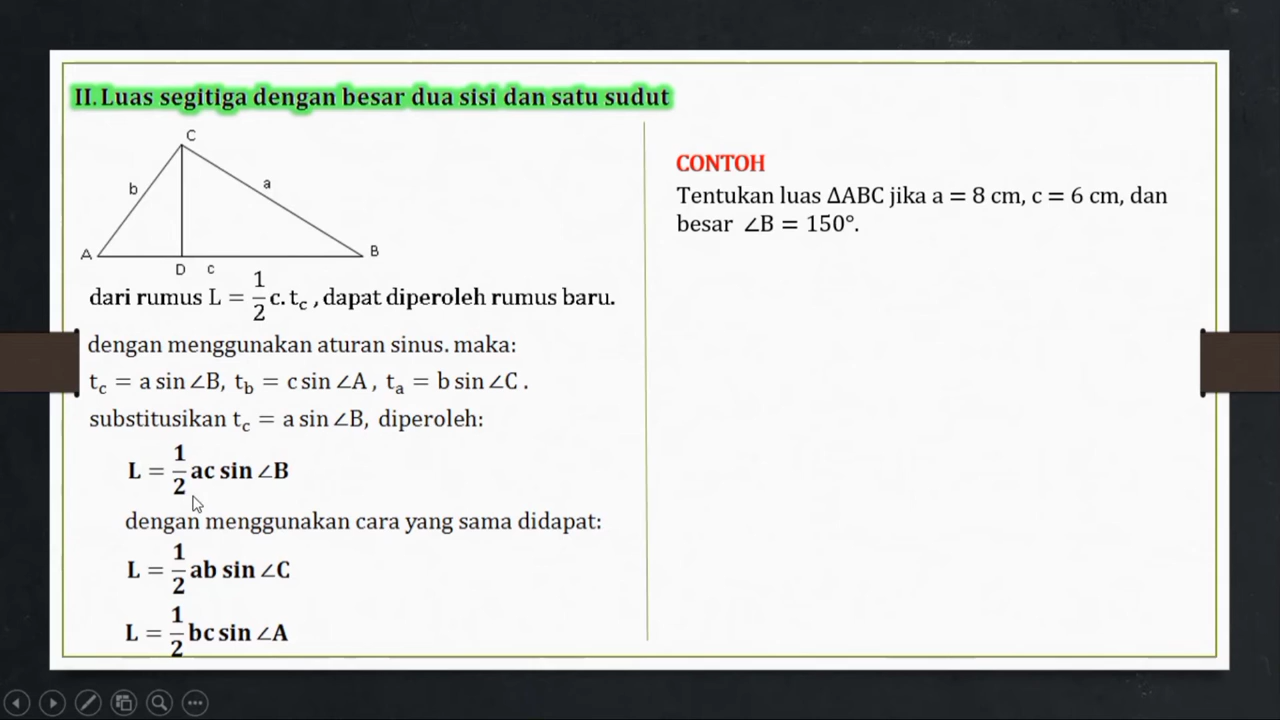 II. Luas segitiga dengan besar dua sisi dan satu sudut
C
b
a
A
B
D
c
dari rumus L = 1/2 c. t_c , dapat diperoleh rumus baru.
dengan menggunakan aturan sinus. maka:
t_c = a sin ∠B, t_b = c sin ∠A , t_a = b sin ∠C .
substitusikan t_c = a sin ∠B, diperoleh:
L = 1/2 ac sin ∠B
dengan menggunakan cara yang sama didapat:
L = 1/2 ab sin ∠C
L = 1/2 bc sin ∠A
CONTOH
Tentukan luas ΔABC jika a = 8 cm, c = 6 cm, dan
besar ∠B = 150°.